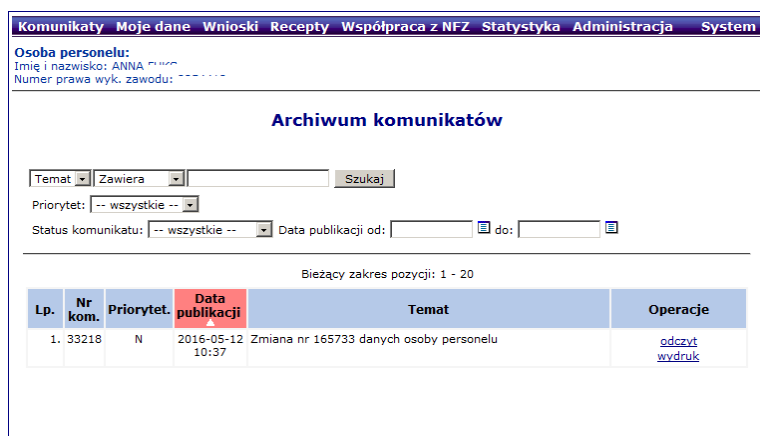 Komunikaty Moje dane Wnioski Recepty Współpraca z NFZ Statystyka Administracja System
Osoba personelu:
Imię i nazwisko: ANNA
Numer prawa wyk. zawodu:
Archiwum komunikatów
Temat Zawiera Szukaj
Priorytet: -- wszystkie --
Status komunikatu: -- wszystkie -- Data publikacji od: do:
Bieżący zakres pozycji: 1 - 20
Lp. Nr kom. Priorytet. Data publikacji Temat Operacje
1. 33218 N 2016-05-12 10:37 Zmiana nr 165733 danych osoby personelu odczyt
wydruk